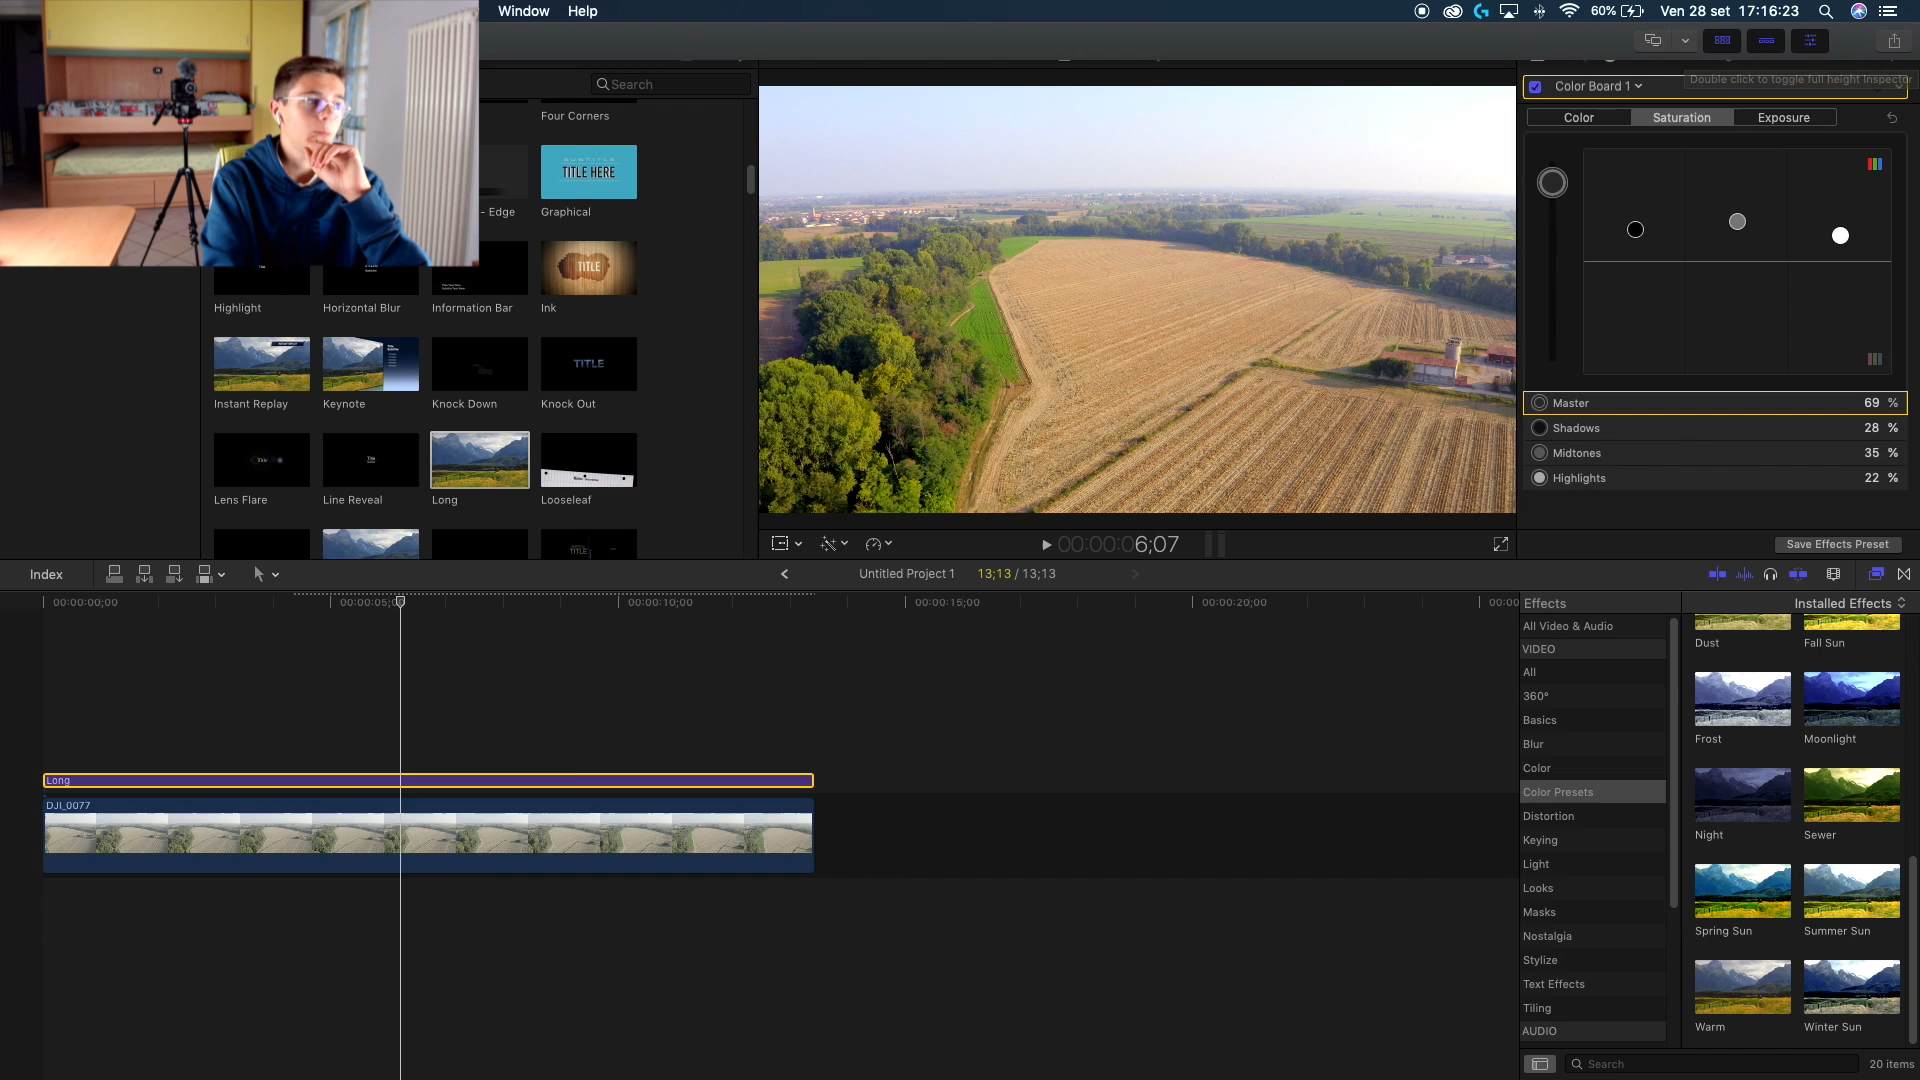 Window Help
60% Ven 28 set 17:16:23
Double click to toggle full height Inspector
Color Board 1
Color Saturation Exposure
Search
Four Corners
SUBTITLE
TITLE HERE
- Edge Graphical
TITLE
Highlight Horizontal Blur Information Bar Ink
TITLE
Instant Replay Keynote Knock Down Knock Out
Lens Flare Line Reveal Long Looseleaf
Master 69 %
Shadows 28 %
Midtones 35 %
Highlights 22 %
Save Effects Preset
00:00:06;07
Index
Untitled Project 1 13;13 / 13;13
00:00:00;00 00:00:05;00 00:00:10;00 00:00:15;00 00:00:20;00
Long
DJI_0077
Effects Installed Effects
All Video & Audio
VIDEO
All
360°
Basics
Blur
Color
Color Presets
Distortion
Keying
Light
Looks
Masks
Nostalgia
Stylize
Text Effects
Tiling
AUDIO
Dust Fall Sun
Frost Moonlight
Night Sewer
Spring Sun Summer Sun
Warm Winter Sun
Search 20 items